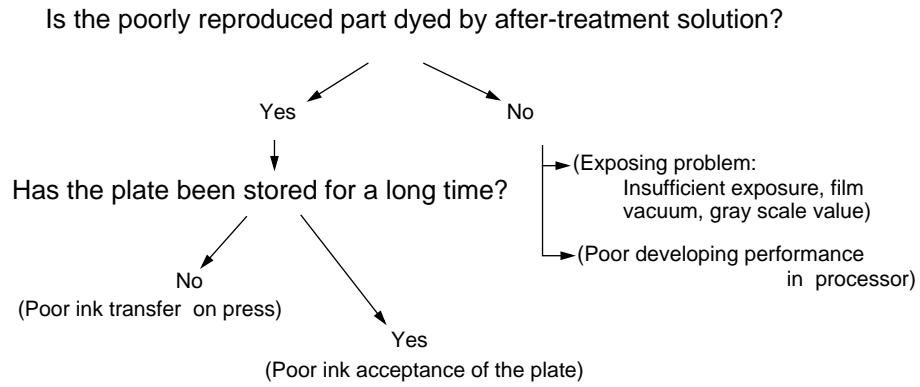 Is the poorly reproduced part dyed by after-treatment solution?
Yes
No
Has the plate been stored for a long time?
(Exposing problem:
Insufficient exposure, film
vacuum, gray scale value)
(Poor developing performance
in processor)
No
(Poor ink transfer on press)
Yes
(Poor ink acceptance of the plate)